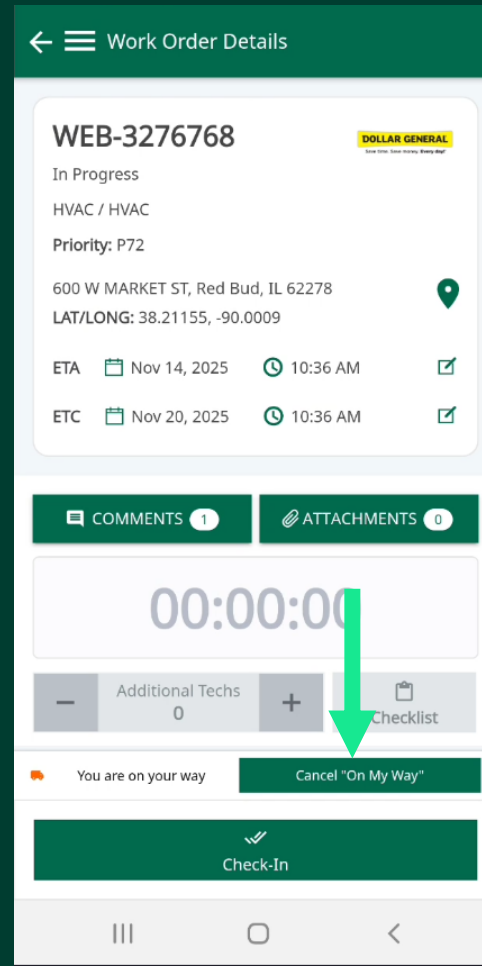 Work Order Details
WEB-3276768
DOLLAR GENERAL
Save time. Save money. Every day!
In Progress
HVAC / HVAC
Priority: P72
600 W MARKET ST, Red Bud, IL 62278
LAT/LONG: 38.21155, -90.0009
ETA Nov 14, 2025 10:36 AM
ETC Nov 20, 2025 10:36 AM
COMMENTS 1 ATTACHMENTS 0
00:00:00
Additional Techs
− 0 +
Checklist
You are on your way Cancel "On My Way"
Check-In